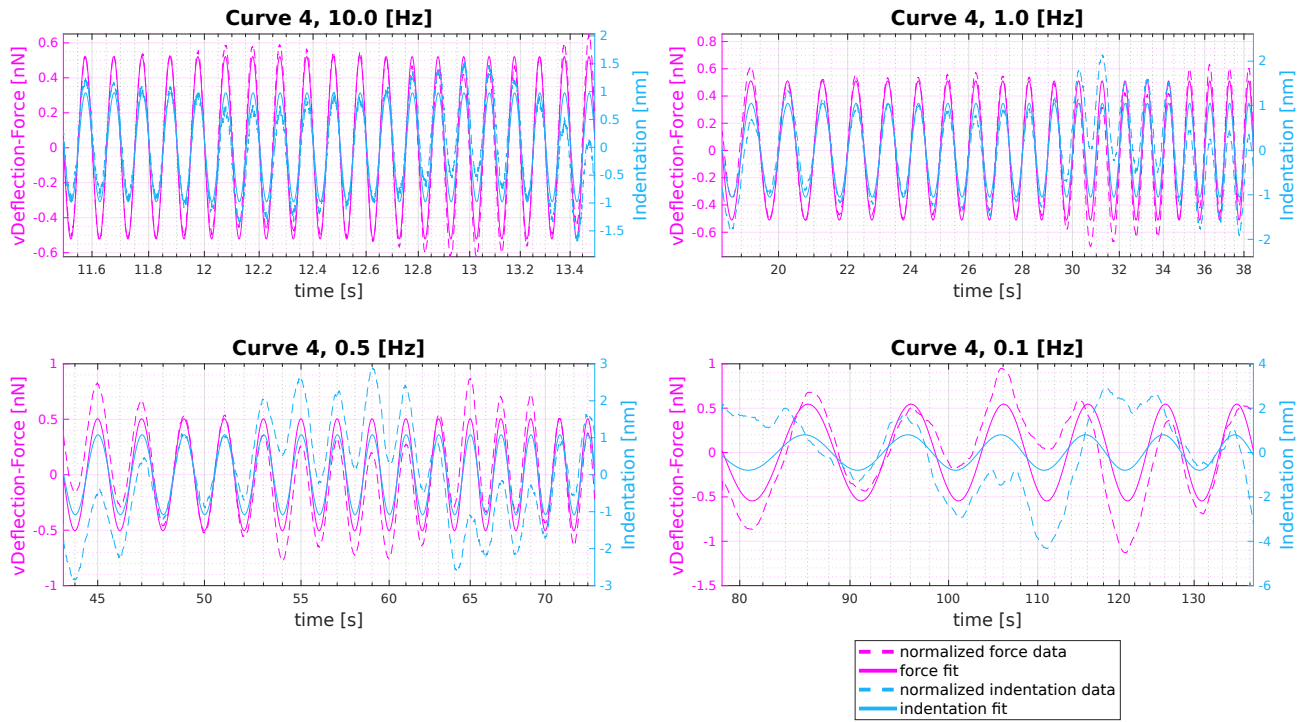 Curve 4, 10.0 [Hz]
vDeflection-Force [nN]
0.6
0.4
0.2
0
-0.2
-0.4
-0.6
2
1.5
1
0.5
0
-0.5
-1
-1.5
Indentation [nm]
11.6 11.8 12 12.2 12.4 12.6 12.8 13 13.2 13.4
time [s]
Curve 4, 1.0 [Hz]
vDeflection-Force [nN]
0.8
0.6
0.4
0.2
0
-0.2
-0.4
-0.6
2
1
0
-1
-2
Indentation [nm]
20 22 24 26 28 30 32 34 36 38
time [s]
Curve 4, 0.5 [Hz]
vDeflection-Force [nN]
1
0.5
0
-0.5
-1
3
2
1
0
-1
-2
-3
Indentation [nm]
45 50 55 60 65 70
time [s]
Curve 4, 0.1 [Hz]
vDeflection-Force [nN]
1
0.5
0
-0.5
-1
-1.5
4
2
0
-2
-4
-6
Indentation [nm]
80 90 100 110 120 130
time [s]
normalized force data
force fit
normalized indentation data
indentation fit